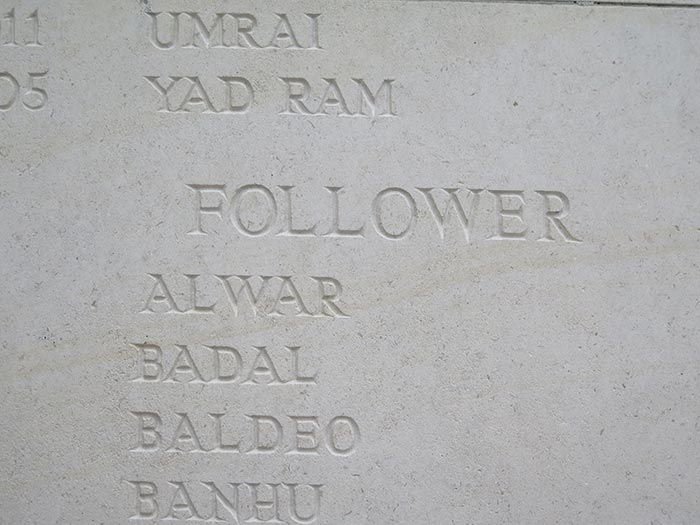 11 UMRAI
05 YAD RAM
FOLLOWER
ALWAR
BADAL
BALDEO
BANHU